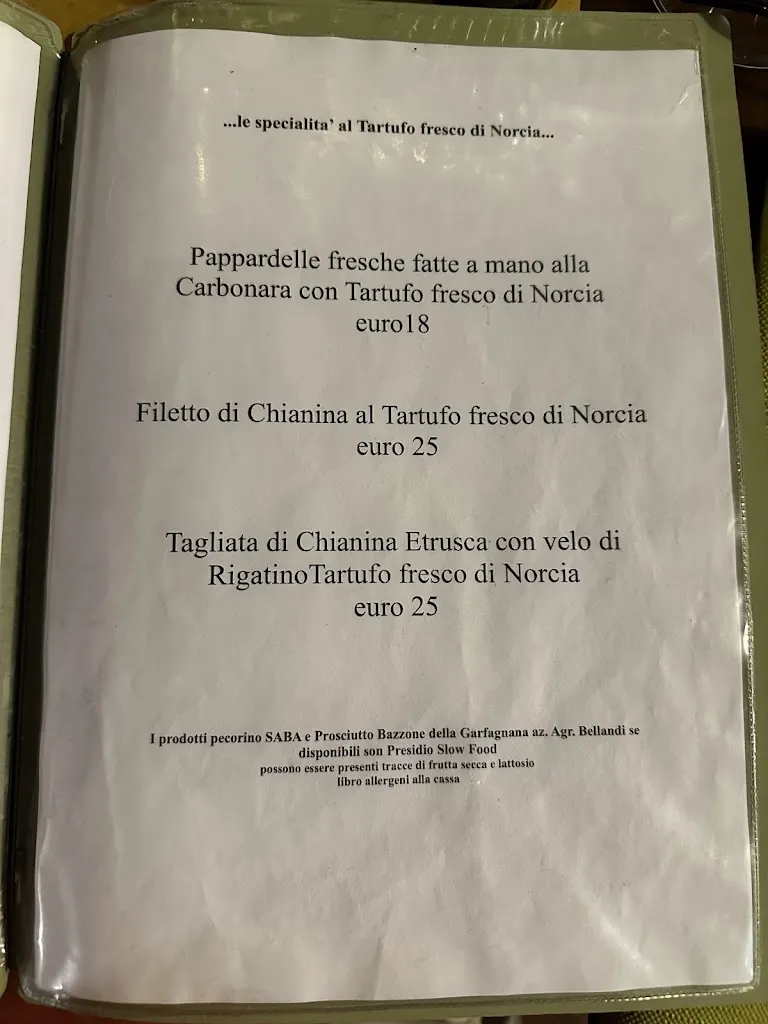 ...le specialita' al Tartufo fresco di Norcia...
Pappardelle fresche fatte a mano alla
Carbonara con Tartufo fresco di Norcia
euro18
Filetto di Chianina al Tartufo fresco di Norcia
euro 25
Tagliata di Chianina Etrusca con velo di
RigatinoTartufo fresco di Norcia
euro 25
I prodotti pecorino SABA e Prosciutto Bazzone della Garfagnana az. Agr. Bellandi se
disponibili son Presidio Slow Food
possono essere presenti tracce di frutta secca e lattosio
libro allergeni alla cassa